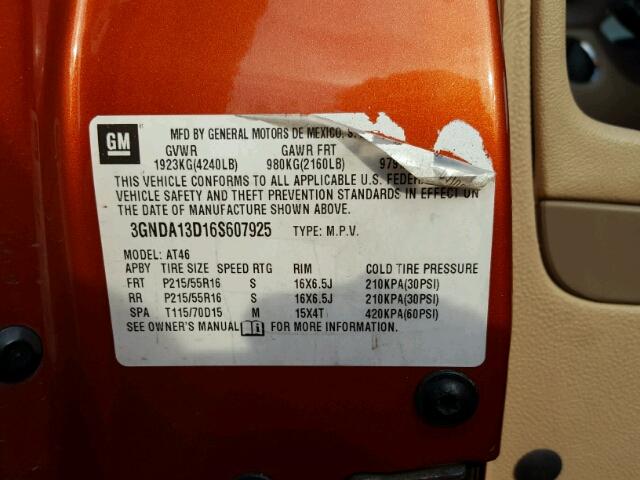 GM
MFD BY GENERAL MOTORS DE MEXICO, S.
GVWR GAWR FRT
1923KG(4240LB) 980KG(2160LB) 979
THIS VEHICLE CONFORMS TO ALL APPLICABLE U.S. FEDER
VEHICLE SAFETY AND THEFT PREVENTION STANDARDS IN EFFECT ON
THE DATE OF MANUFACTURE SHOWN ABOVE.
3GNDA13D16S607925 TYPE: M.P.V.
MODEL: AT46
APBY TIRE SIZE SPEED RTG RIM COLD TIRE PRESSURE
FRT P215/55R16 S 16X6.5J 210KPA(30PSI)
RR P215/55R16 S 16X6.5J 210KPA(30PSI)
SPA T115/70D15 M 15X4T 420KPA(60PSI)
SEE OWNER'S MANUAL FOR MORE INFORMATION.